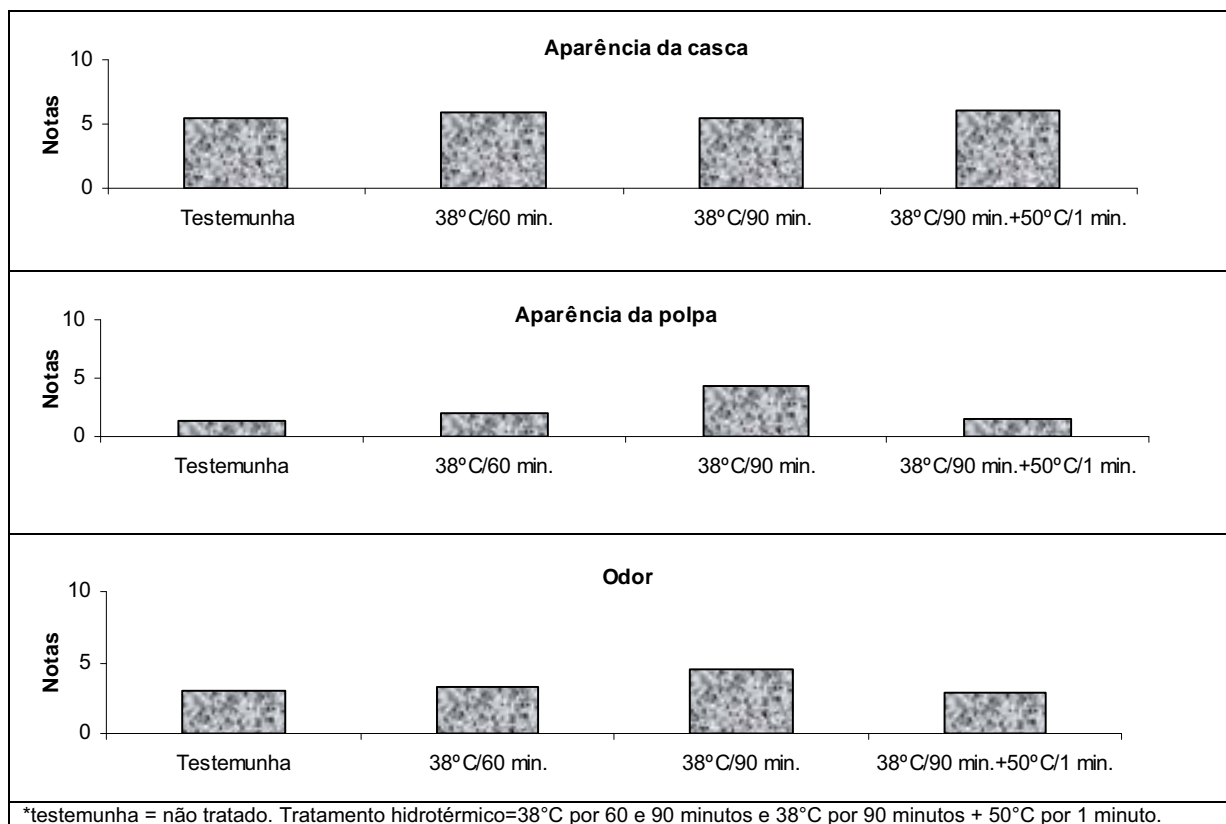 Aparência da casca
10
5
0
Notas
Testemunha 38ºC/60 min. 38ºC/90 min. 38ºC/90 min.+50ºC/1 min.
Aparência da polpa
10
5
0
Notas
Testemunha 38ºC/60 min. 38ºC/90 min. 38ºC/90 min.+50ºC/1 min.
Odor
10
5
0
Notas
Testemunha 38ºC/60 min. 38ºC/90 min. 38ºC/90 min.+50ºC/1 min.
*testemunha = não tratado. Tratamento hidrotérmico=38°C por 60 e 90 minutos e 38°C por 90 minutos + 50°C por 1 minuto.